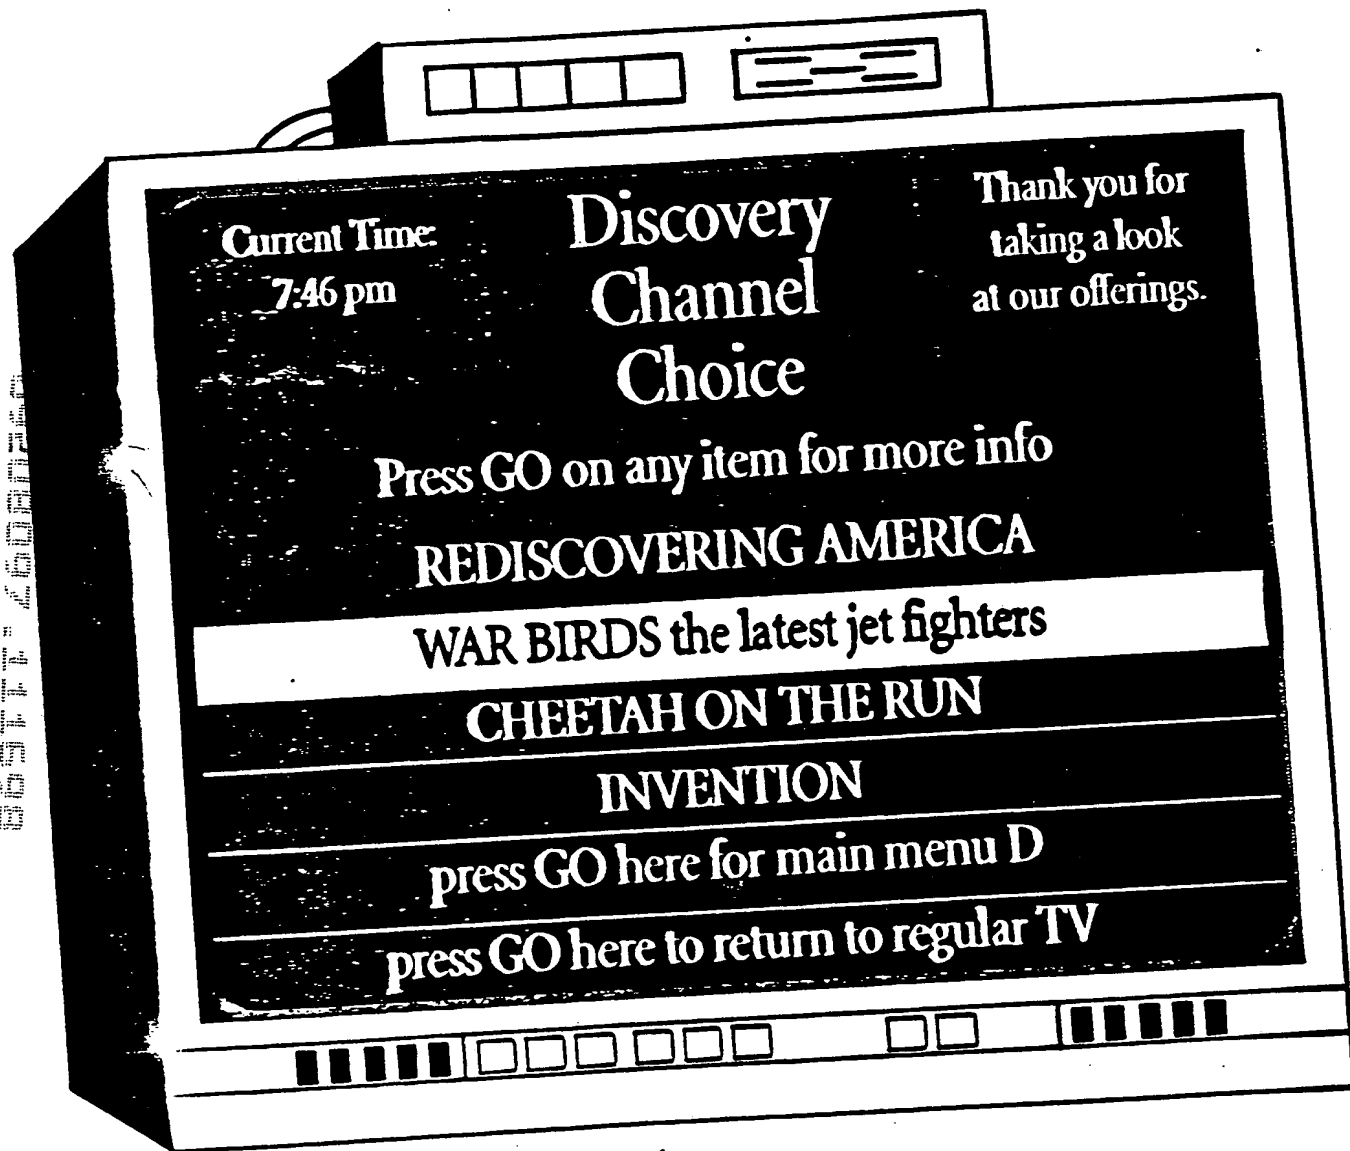 Current Time:
7:46 pm
Discovery
Channel
Choice
Thank you for
taking a look
at our offerings.
Press GO on any item for more info
REDISCOVERING AMERICA
WAR BIRDS the latest jet fighters
CHEETAH ON THE RUN
INVENTION
press GO here for main menu D
press GO here to return to regular TV